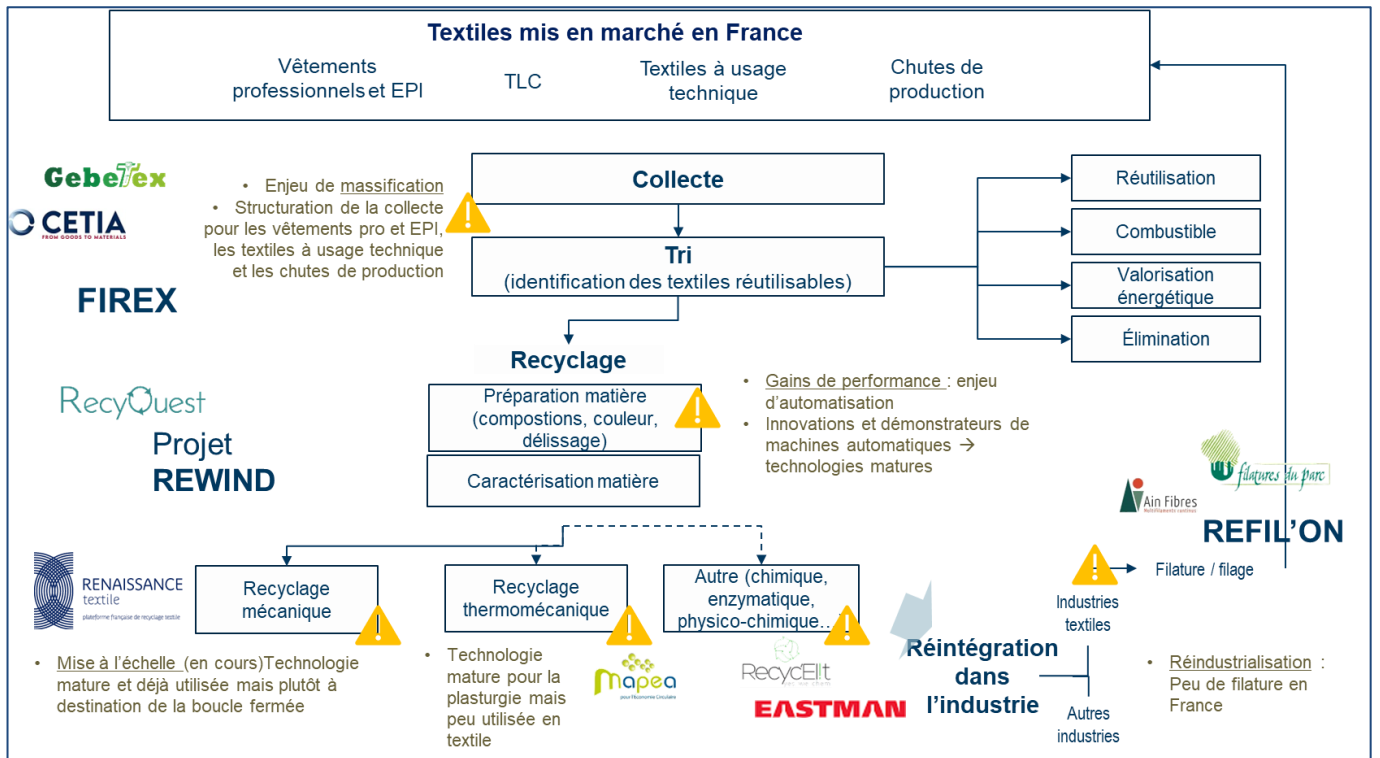 Textiles mis en marché en France
Vêtements
professionnels et EPI
TLC
Textiles à usage
technique
Chutes de
production
GebeTex
CETIA
FROM GOODS TO MATERIALS
FIREX
• Enjeu de massification
• Structuration de la collecte
pour les vêtements pro et EPI,
les textiles à usage technique
et les chutes de production
Collecte
Tri
(identification des textiles réutilisables)
Réutilisation
Combustible
Valorisation
énergétique
Élimination
RecyQuest
Projet
REWIND
Recyclage
Préparation matière
(compostions, couleur,
délissage)
Caractérisation matière
• Gains de performance : enjeu
d'automatisation
• Innovations et démonstrateurs de
machines automatiques →
technologies matures
filatures du parc
Ain Fibres
Multifilaments continus
REFIL'ON
RENAISSANCE
textile
plateforme française de recyclage textile
Recyclage
mécanique
Recyclage
thermomécanique
Autre (chimique,
enzymatique,
physico-chimique…)
• Mise à l'échelle (en cours)Technologie
mature et déjà utilisée mais plutôt à
destination de la boucle fermée
• Technologie
mature pour la
plasturgie mais
peu utilisée en
textile
mapea
pour l'économie Circulaire
RecycElit
EASTMAN
Réintégration
dans
l'industrie
Industries
textiles
Filature / filage
Autres
industries
• Réindustrialisation :
Peu de filature en
France